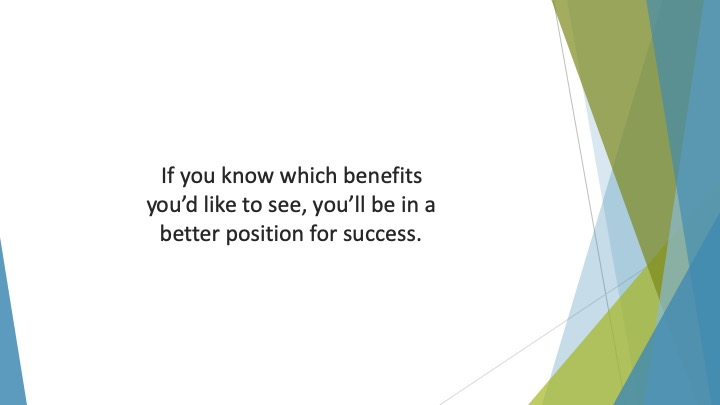 If you know which benefits
you’d like to see, you’ll be in a
better position for success.